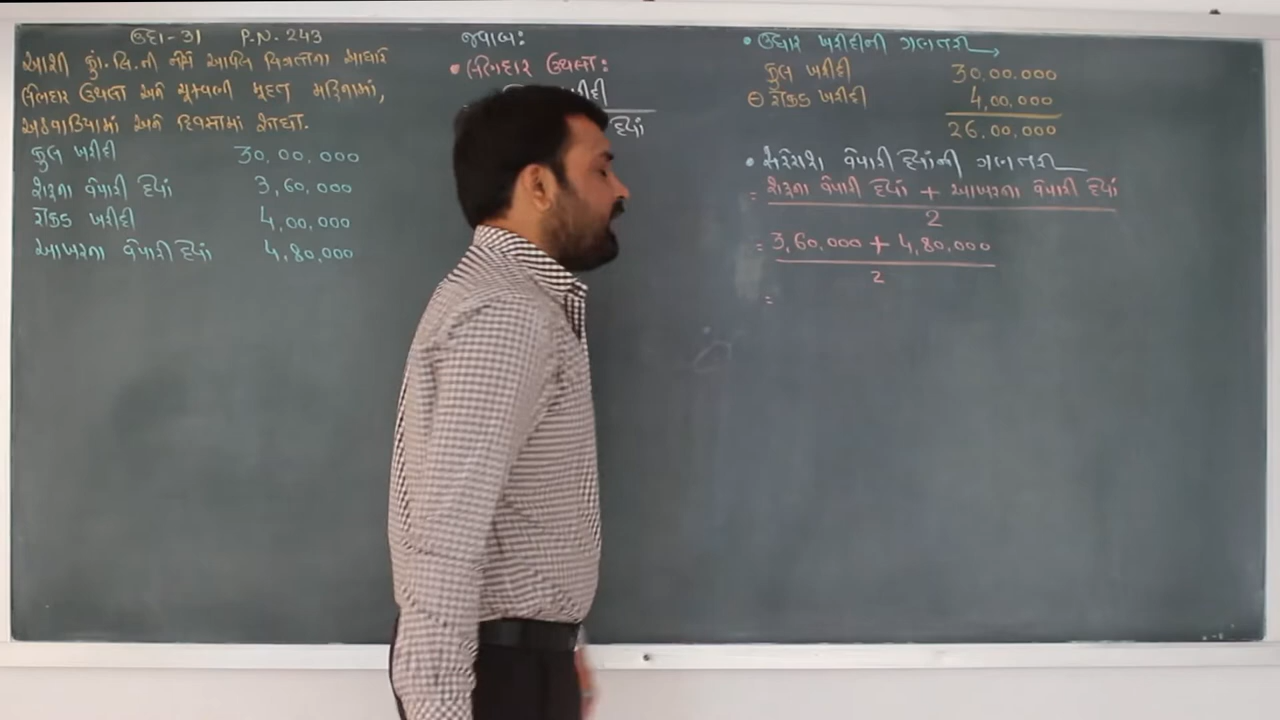 ઉદા-31 P.N. 243
આશી કું. લિ. ની નીચે આપેલ વિગતોના આધારે
લેણદાર ઉથલો અને ચૂકવણી મુદત મહિનામાં,
અઠવાડિયામાં અને દિવસમાં શોધો.
કુલ ખરીદી 30,00,000
શરૂના વેપારી દેવાં 3,60,000
રોકડ ખરીદી 4,00,000
આખરના વેપારી દેવાં 4,80,000
જવાબ:
• લેણદાર ઉથલો:
ખરીદી
દેવાં
• ઉધાર ખરીદીની ગણતરી
કુલ ખરીદી 30,00,000
⊖ રોકડ ખરીદી 4,00,000
26,00,000
• સરેરાશ વેપારી દેવાંની ગણતરી
= શરૂના વેપારી દેવાં + આખરના વેપારી દેવાં
2
= 3,60,000 + 4,80,000
2
=